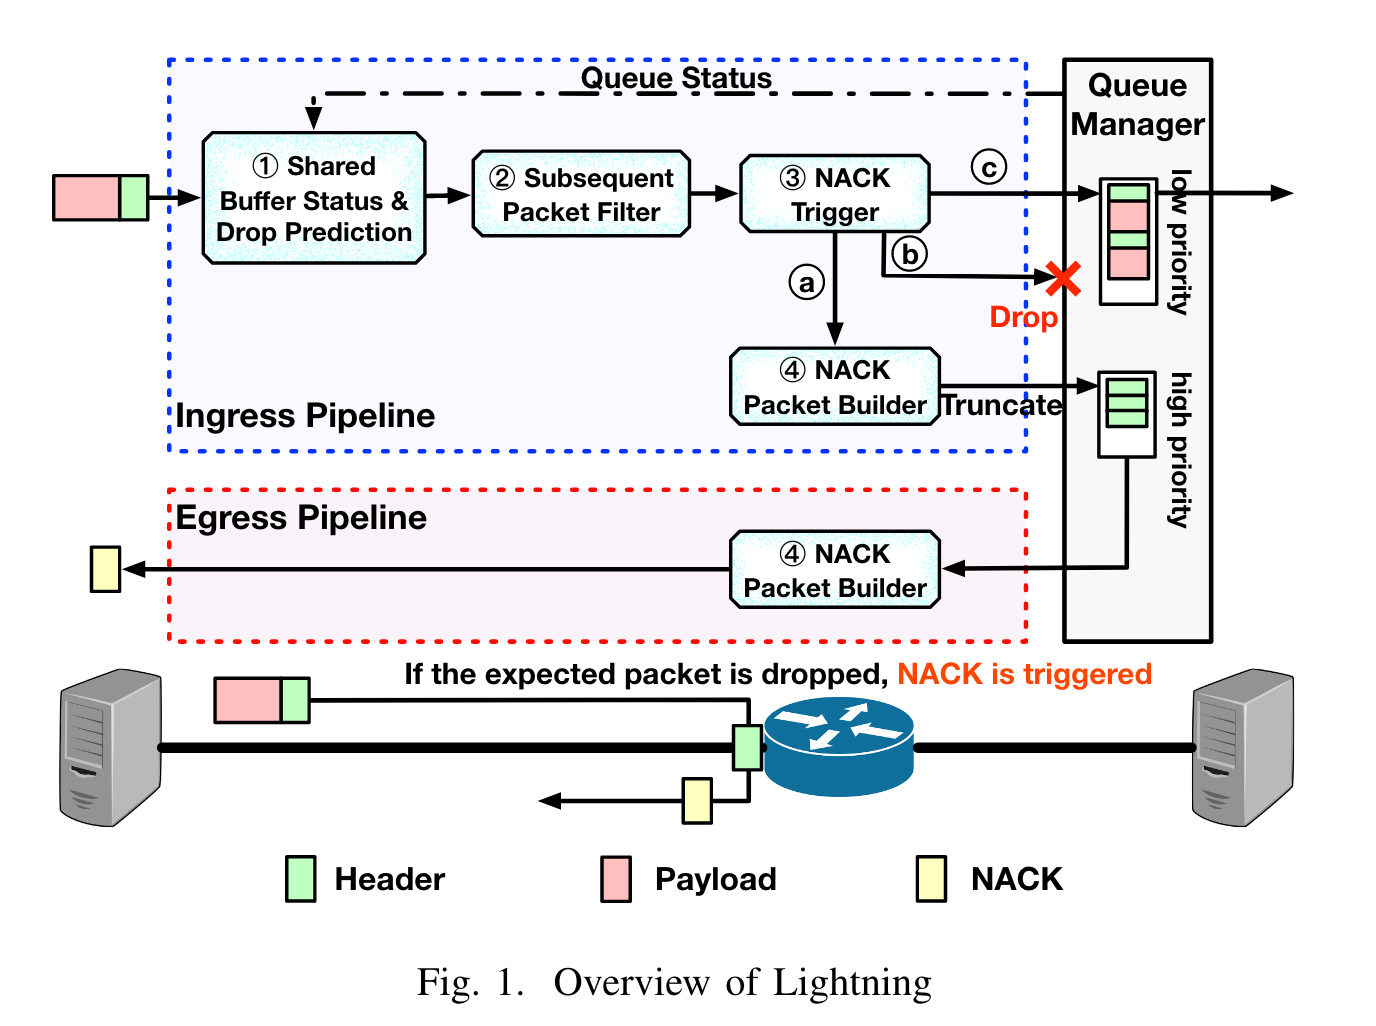 Queue Status
Queue
Manager
① Shared
Buffer Status &
Drop Prediction
② Subsequent
Packet Filter
③ NACK
Trigger
ⓒ
ⓑ
ⓐ
Drop
low priority
④ NACK
Packet Builder
Truncate
high priority
Ingress Pipeline
Egress Pipeline
④ NACK
Packet Builder
If the expected packet is dropped, NACK is triggered
Header
Payload
NACK
Fig. 1. Overview of Lightning